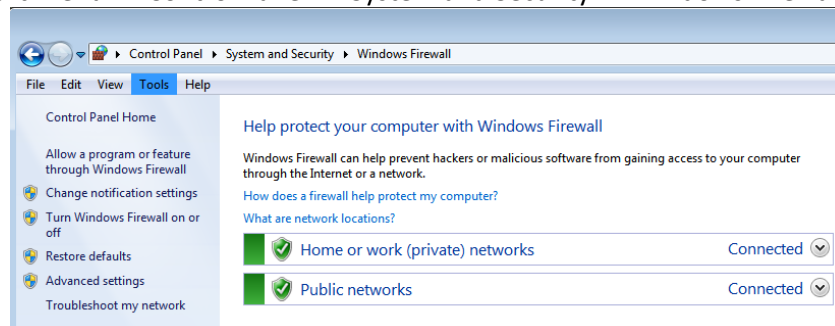 Control Panel ▸ System and Security ▸ Windows Firewall
File Edit View Tools Help
Control Panel Home
Allow a program or feature
through Windows Firewall
Change notification settings
Turn Windows Firewall on or
off
Restore defaults
Advanced settings
Troubleshoot my network
Help protect your computer with Windows Firewall
Windows Firewall can help prevent hackers or malicious software from gaining access to your computer
through the Internet or a network.
How does a firewall help protect my computer?
What are network locations?
Home or work (private) networks Connected
Public networks Connected